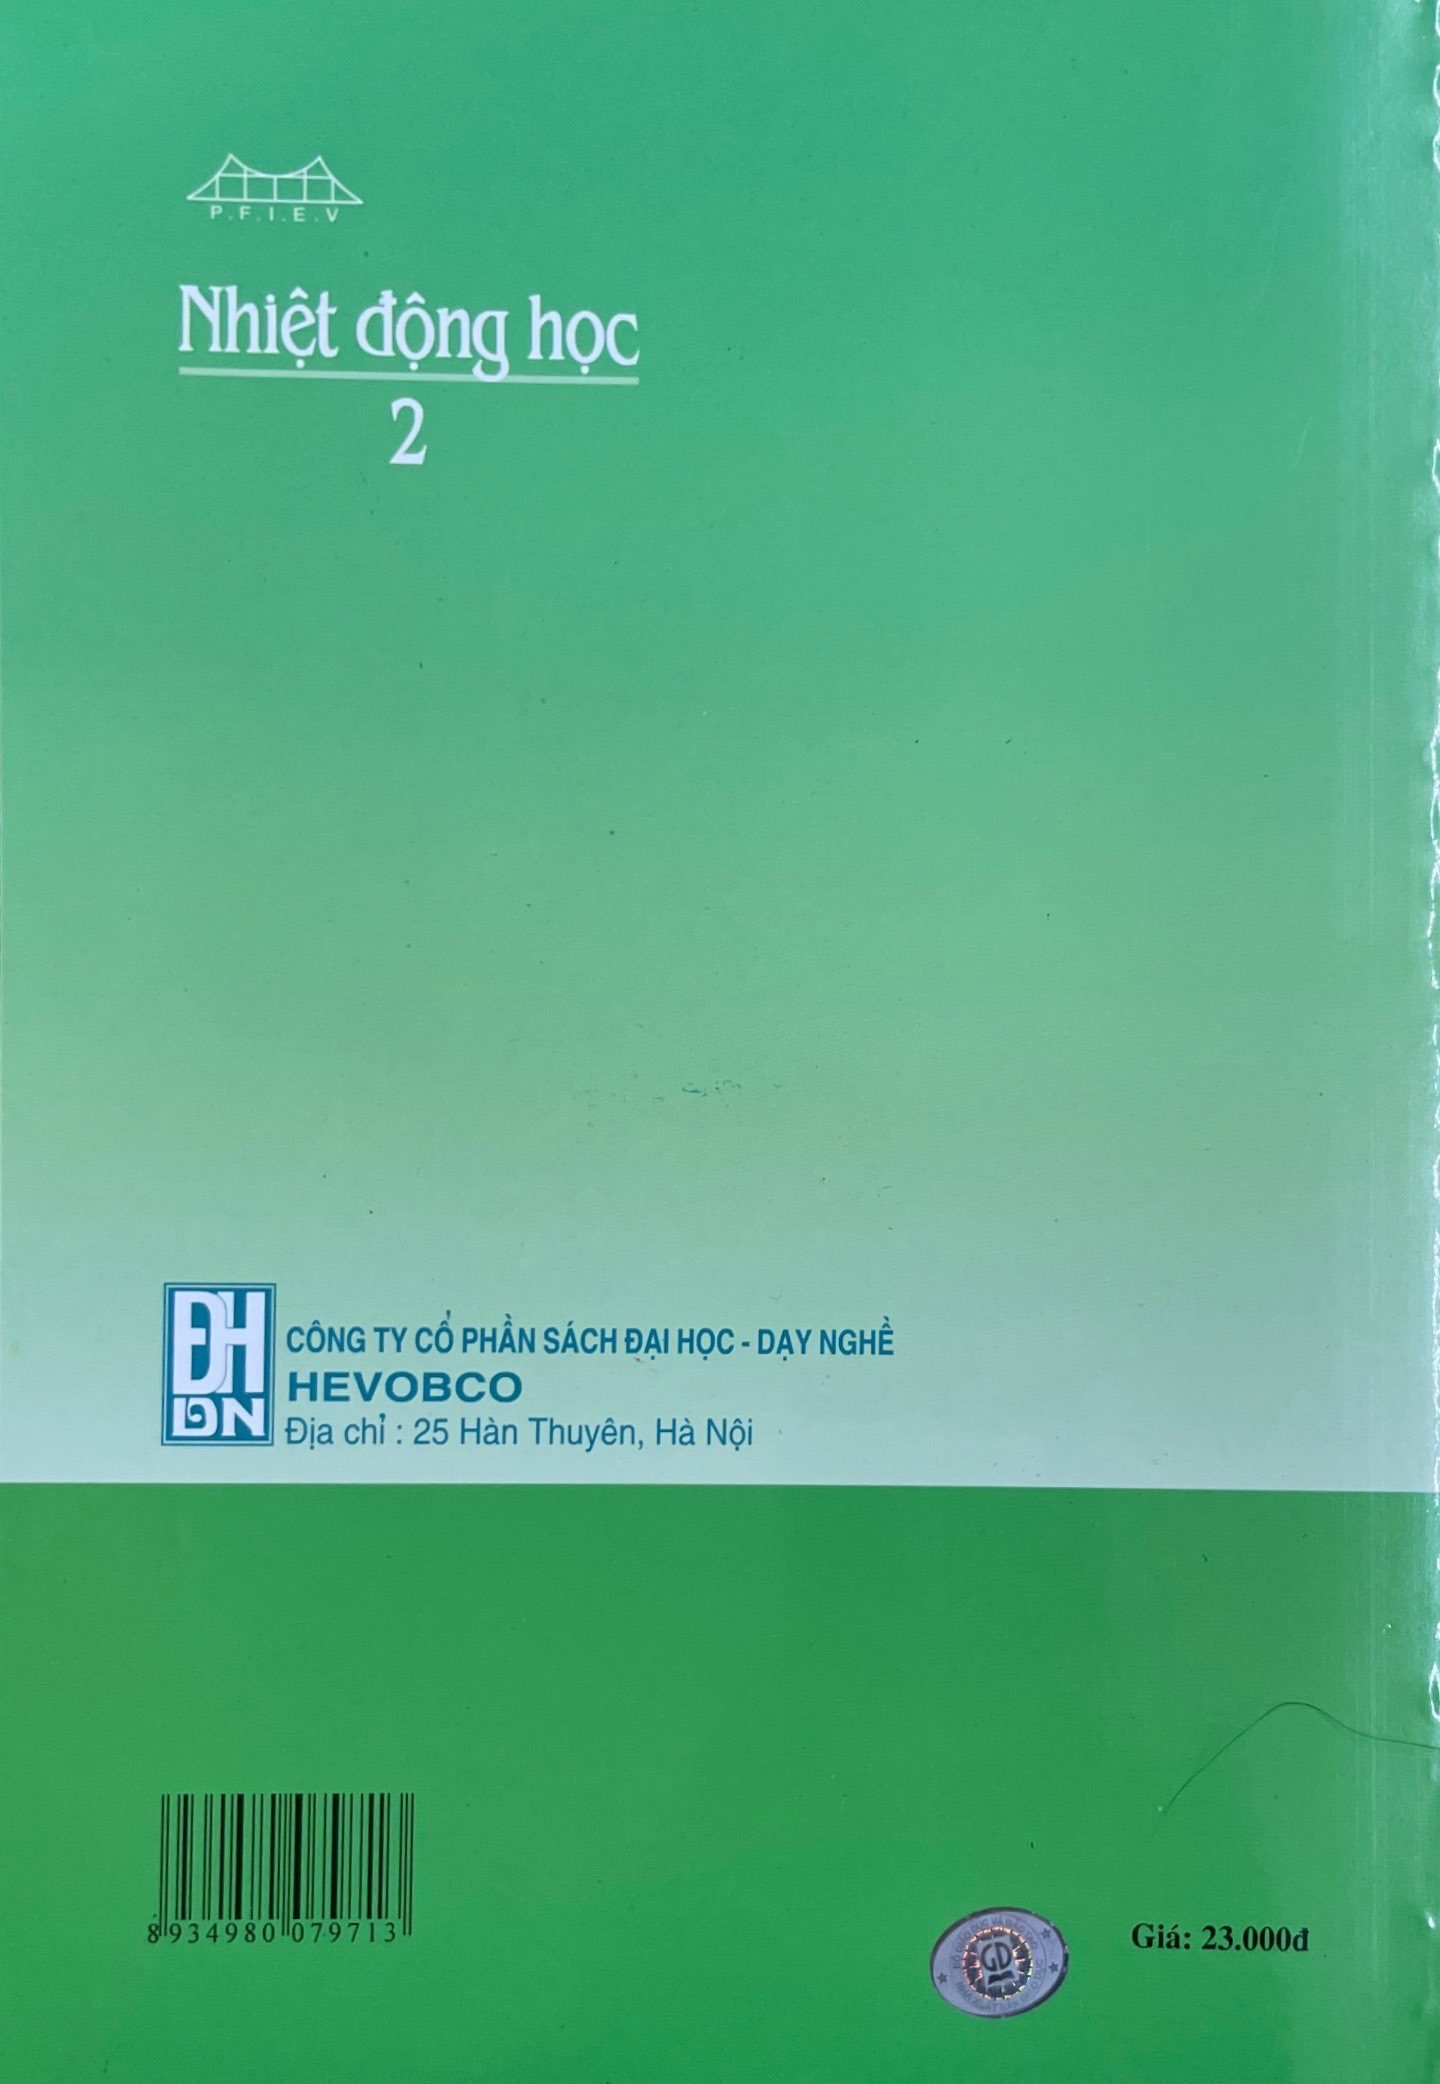 P.F.I.E.V
Nhiệt động học
2
ĐH
DN
CÔNG TY CỔ PHẦN SÁCH ĐẠI HỌC - DẠY NGHỀ
HEVOBCO
Địa chỉ : 25 Hàn Thuyên, Hà Nội
8 934980 079713
GD
Giá: 23.000đ